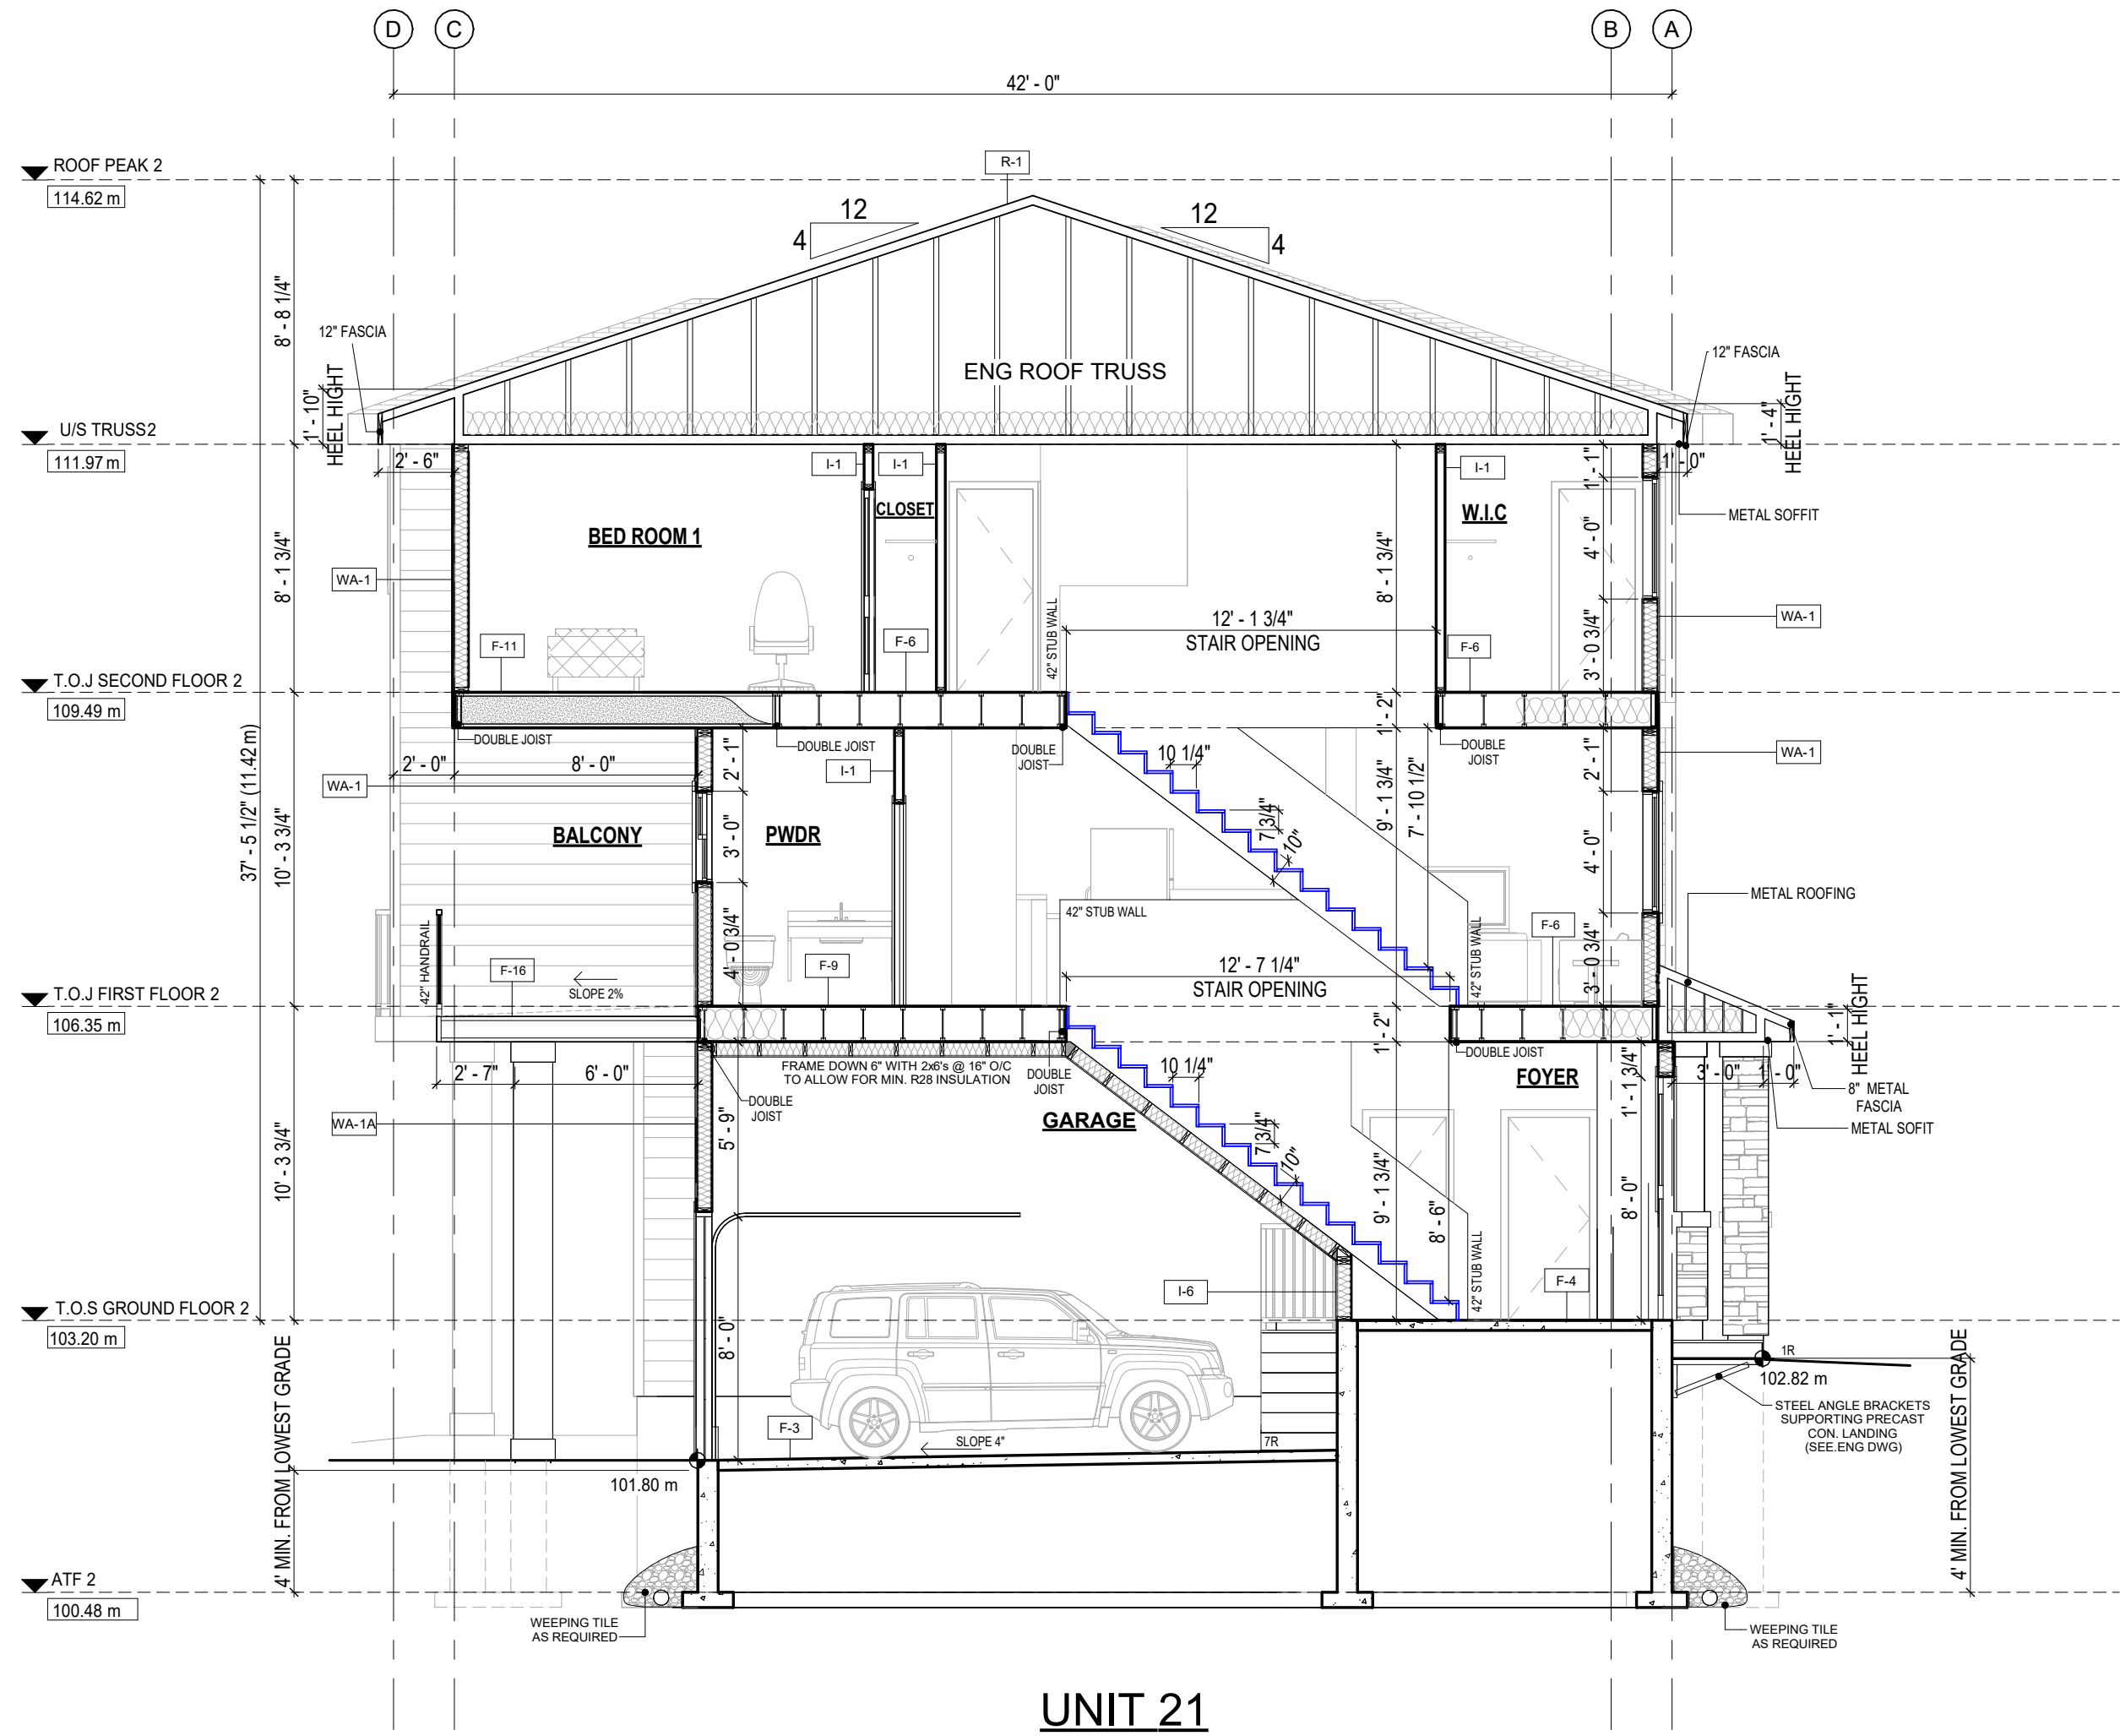 D
C
B
A
42' - 0"
ROOF PEAK 2
114.62 m
R-1
12
4
12
4
8' - 8 1/4"
12" FASCIA
12" FASCIA
ENG ROOF TRUSS
1' - 10"
HEEL HIGHT
1' - 4"
HEEL HIGHT
U/S TRUSS2
111.97 m
2' - 6"
I-1
I-1
I-1
1' - 0"
1' - 1"
CLOSET
W.I.C
METAL SOFFIT
BED ROOM 1
4' - 0"
8' - 1 3/4"
8' - 1 3/4"
WA-1
WA-1
42" STUB WALL
12' - 1 3/4"
STAIR OPENING
F-11
F-6
F-6
3' - 0 3/4"
T.O.J SECOND FLOOR 2
109.49 m
1' - 2"
DOUBLE JOIST
DOUBLE JOIST
DOUBLE
JOIST
DOUBLE
JOIST
WA-1
2' - 0"
8' - 0"
2' - 1"
I-1
10 1/4"
2' - 1"
WA-1
37' - 5 1/2" (11.42 m)
10' - 3 3/4"
BALCONY
PWDR
3' - 0"
7 3/4"
10"
9' - 1 3/4"
7' - 10 1/2"
4' - 0"
METAL ROOFING
42" STUB WALL
F-6
42" HANDRAIL
F-16
SLOPE 2%
4' - 0 3/4"
F-9
12' - 7 1/4"
STAIR OPENING
42" STUB WALL
3' - 0 3/4"
T.O.J FIRST FLOOR 2
106.35 m
1' - 2"
1' - 1"
HEEL HIGHT
2' - 7"
6' - 0"
FRAME DOWN 6" WITH 2x6's @ 16" O/C
TO ALLOW FOR MIN. R28 INSULATION
DOUBLE
JOIST
10 1/4"
DOUBLE JOIST
FOYER
1' - 1 3/4"
3' - 0"
1' - 0"
8" METAL
FASCIA
METAL SOFIT
DOUBLE
JOIST
WA-1A
GARAGE
10' - 3 3/4"
5' - 9"
7 3/4"
10"
9' - 1 3/4"
8' - 6"
8' - 0"
42" STUB WALL
I-6
F-4
T.O.S GROUND FLOOR 2
103.20 m
8' - 0"
1R
102.82 m
STEEL ANGLE BRACKETS
SUPPORTING PRECAST
CON. LANDING
(SEE.ENG DWG)
F-3
SLOPE 4"
7R
101.80 m
4' MIN. FROM LOWEST GRADE
4' MIN. FROM LOWEST GRADE
ATF 2
100.48 m
WEEPING TILE
AS REQUIRED
WEEPING TILE
AS REQUIRED
UNIT 21